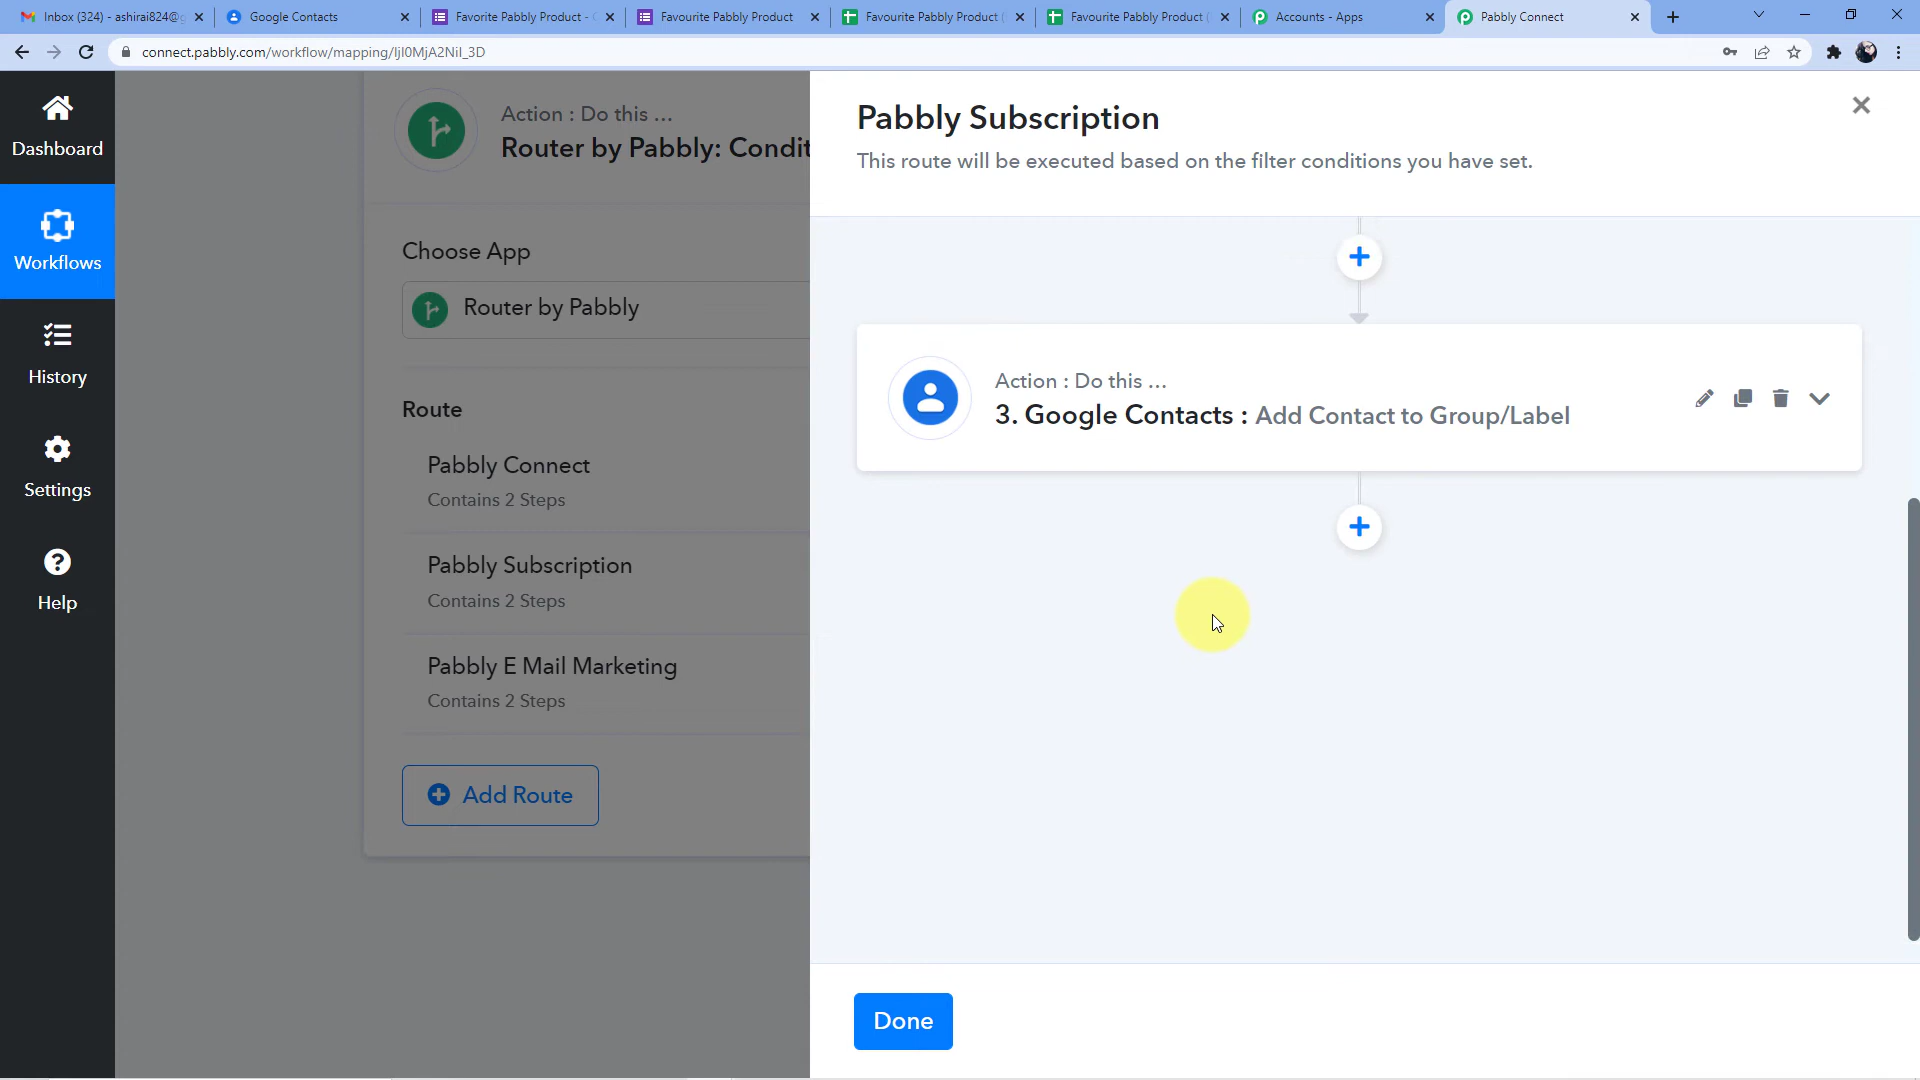 Inbox (324) - ashirai824@g
Google Contacts
Favorite Pabbly Product -
Favourite Pabbly Product
Favourite Pabbly Product (
Favourite Pabbly Product (
Accounts - Apps
Pabbly Connect
connect.pabbly.com/workflow/mapping/IjI0MjA2NiI_3D
Dashboard
Workflows
History
Settings
Help
Action : Do this ...
Router by Pabbly: Condit
Choose App
Router by Pabbly
Route
Pabbly Connect
Contains 2 Steps
Pabbly Subscription
Contains 2 Steps
Pabbly E Mail Marketing
Contains 2 Steps
Add Route
Pabbly Subscription
This route will be executed based on the filter conditions you have set.
Action : Do this ...
3. Google Contacts : Add Contact to Group/Label
Done